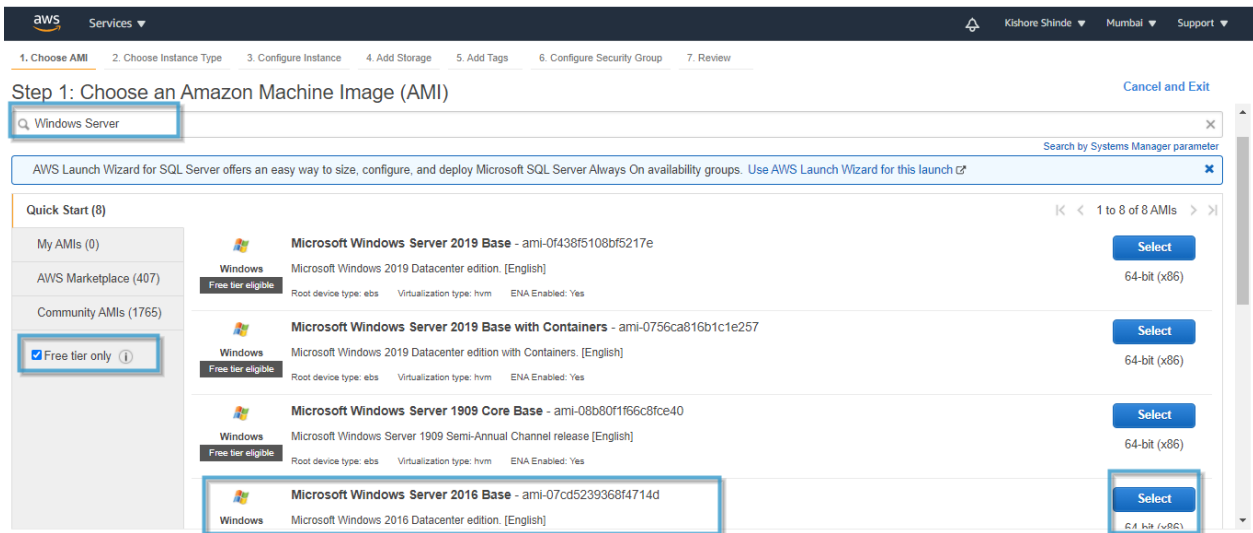 aws Services Kishore Shinde Mumbai Support
1. Choose AMI 2. Choose Instance Type 3. Configure Instance 4. Add Storage 5. Add Tags 6. Configure Security Group 7. Review
Step 1: Choose an Amazon Machine Image (AMI) Cancel and Exit
Windows Server
Search by Systems Manager parameter
AWS Launch Wizard for SQL Server offers an easy way to size, configure, and deploy Microsoft SQL Server Always On availability groups. Use AWS Launch Wizard for this launch
Quick Start (8) 1 to 8 of 8 AMIs
My AMIs (0)
AWS Marketplace (407)
Community AMIs (1765)
Free tier only
Microsoft Windows Server 2019 Base - ami-0f438f5108bf5217e
Windows
Free tier eligible
Microsoft Windows 2019 Datacenter edition. [English]
Root device type: ebs Virtualization type: hvm ENA Enabled: Yes
Select
64-bit (x86)
Microsoft Windows Server 2019 Base with Containers - ami-0756ca816b1c1e257
Windows
Free tier eligible
Microsoft Windows 2019 Datacenter edition with Containers. [English]
Root device type: ebs Virtualization type: hvm ENA Enabled: Yes
Select
64-bit (x86)
Microsoft Windows Server 1909 Core Base - ami-08b80f1f66c8fce40
Windows
Free tier eligible
Microsoft Windows Server 1909 Semi-Annual Channel release [English]
Root device type: ebs Virtualization type: hvm ENA Enabled: Yes
Select
64-bit (x86)
Microsoft Windows Server 2016 Base - ami-07cd5239368f4714d
Windows
Microsoft Windows 2016 Datacenter edition. [English]
Select
64-bit (x86)